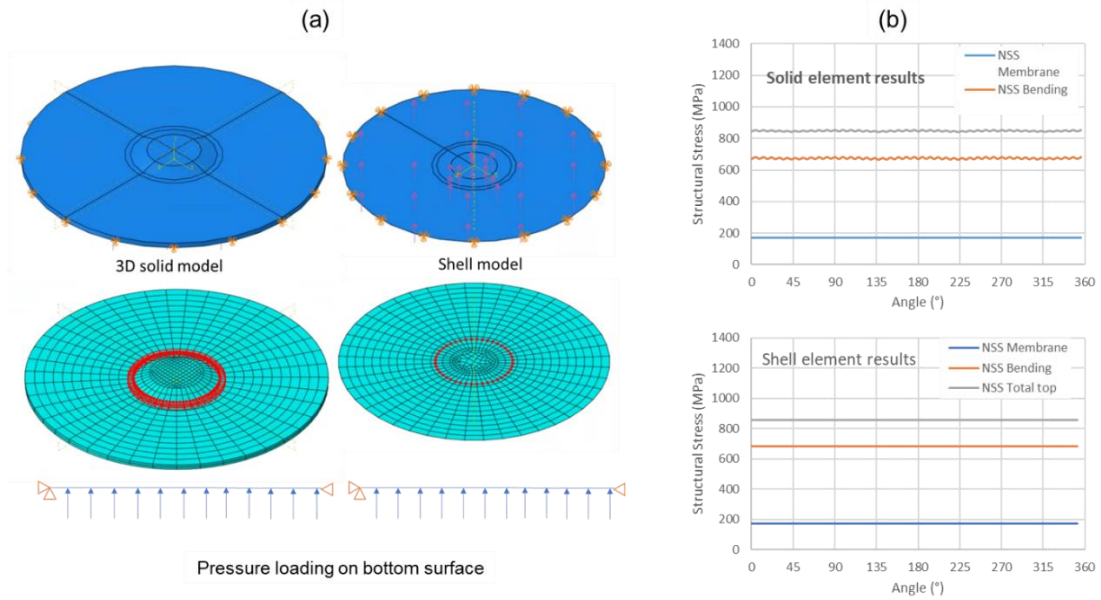 (a)
3D solid model
Shell model
Pressure loading on bottom surface
(b)
Structural Stress (MPa)
1400
1200
1000
800
600
400
200
0
Solid element results
NSS
Membrane
NSS Bending
0 45 90 135 180 225 270 315 360
Angle (°)
Structural Stress (MPa)
1400
1200
1000
800
600
400
200
0
Shell element results
NSS Membrane
NSS Bending
NSS Total top
0 45 90 135 180 225 270 315 360
Angle (°)